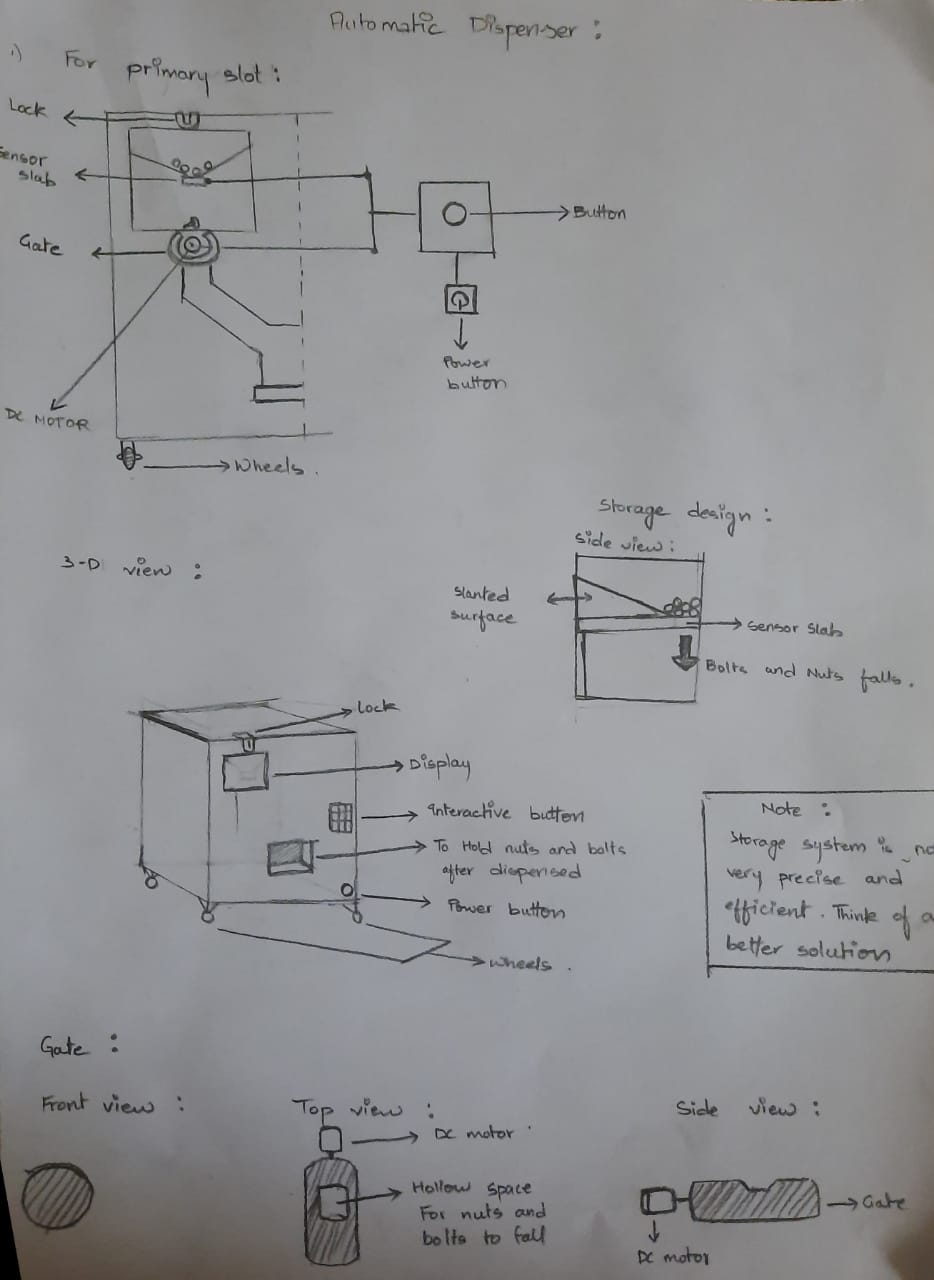 Automatic Dispenser :
1) For primary slot :
Lock
Sensor
slab
Gate
Button
Power
button
DC MOTOR
Wheels .
Storage design :
side view :
3-D view :
Slanted
surface
Sensor slab
Bolts and Nuts falls .
Lock
Display
Interactive button
To Hold nuts and bolts
after dispensed
Power button
Wheels .
Note :
Storage system is
very precise and
efficient . Think of a
better solution
Gate :
Front view :
Top view :
DC motor
Hollow space
For nuts and
bolts to fall
Side view :
Gate
DC motor